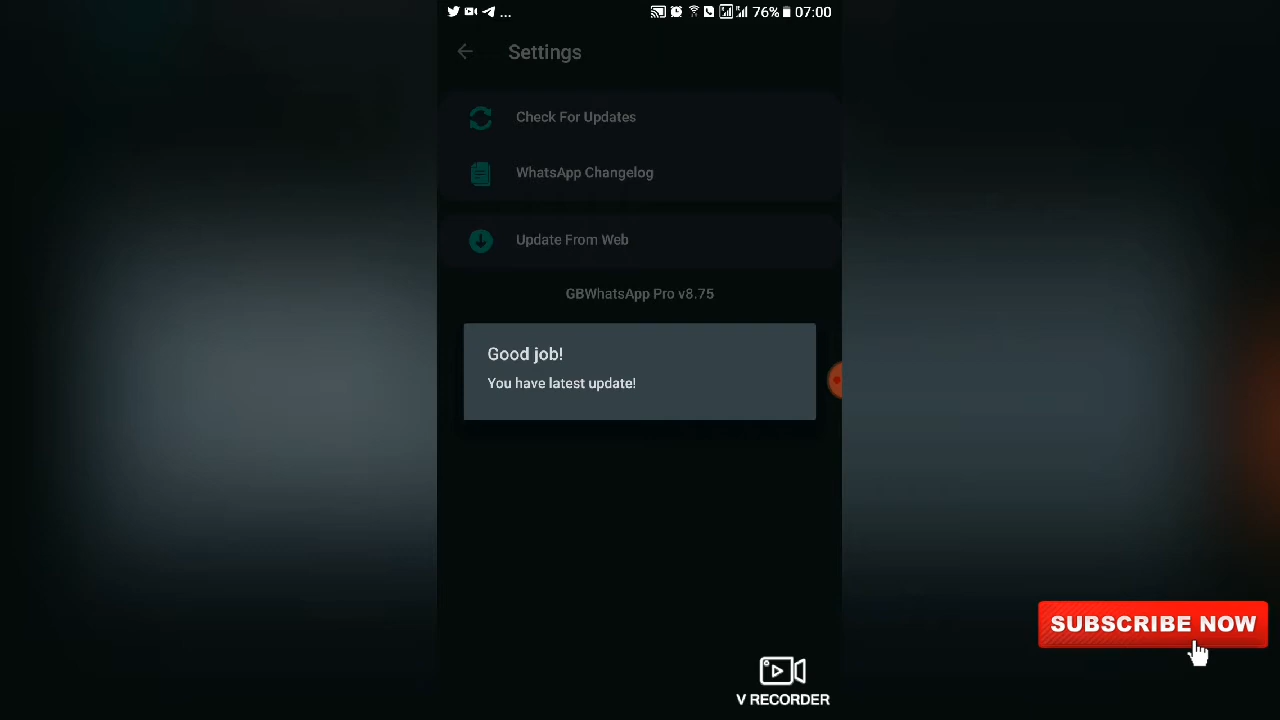 ... 76% 07:00
Settings
Check For Updates
WhatsApp Changelog
Update From Web
GBWhatsApp Pro v8.75
Good job!
You have latest update!
SUBSCRIBE NOW
V RECORDER